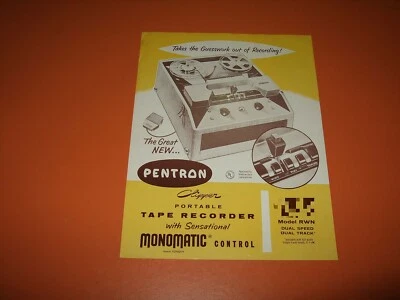 Takes the Guesswork out of Recording!
The Great
NEW...
PENTRON
Clipper
PORTABLE
TAPE RECORDER
with Sensational
MONOMATIC® CONTROL
Model RWN
DUAL SPEED
DUAL TRACK